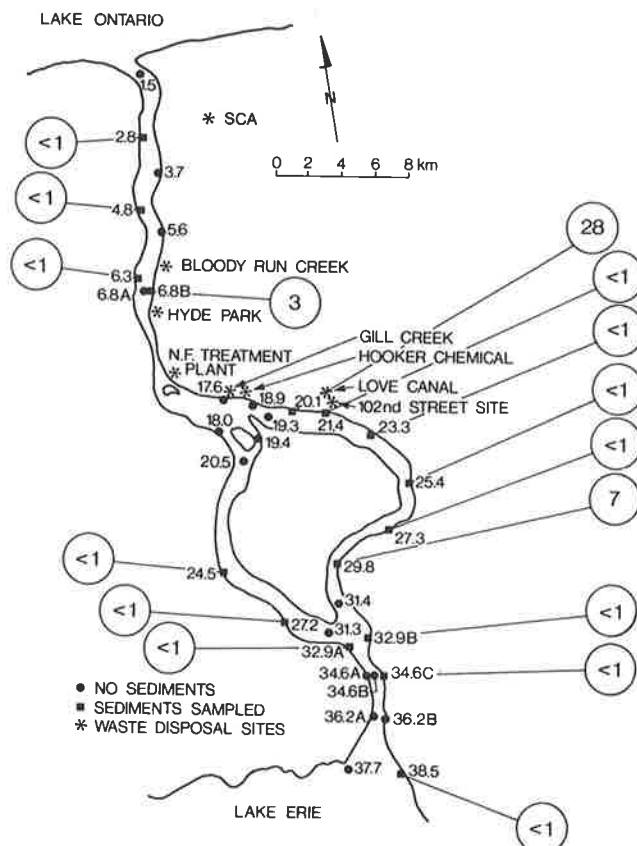 LAKE ONTARIO
1.5
* SCA
N
<1
2.8
3.7
0 2 4 6 8 km
<1
4.8
5.6
28
<1
6.3
BLOODY RUN CREEK
<1
6.8A
6.8B
3
HYDE PARK
<1
GILL CREEK
N.F. TREATMENT
PLANT
HOOKER CHEMICAL
17.6
LOVE CANAL
18.9
20.1
102nd STREET SITE
<1
19.3
21.4
23.3
18.0
19.4
<1
20.5
25.4
7
27.3
<1
24.5
29.8
31.4
<1
27.2
31.3
32.9B
<1
<1
32.9A
34.6A
34.6C
<1
34.6B
● NO SEDIMENTS
■ SEDIMENTS SAMPLED
* WASTE DISPOSAL SITES
36.2A
36.2B
37.7
38.5
LAKE ERIE
<1